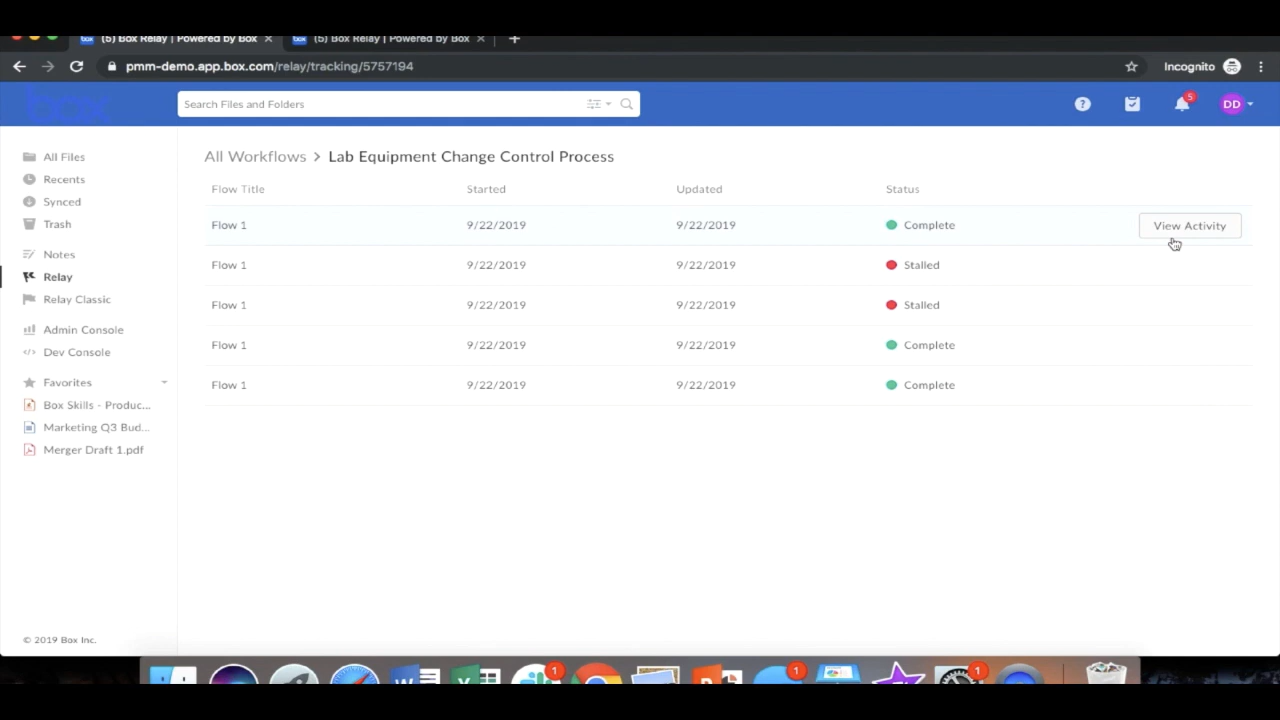 (5) Box Relay | Powered by Box
(5) Box Relay | Powered by Box
pmm-demo.app.box.com/relay/tracking/5757194
Incognito
box
Search Files and Folders
5
DD
All Files
Recents
Synced
Trash
Notes
Relay
Relay Classic
Admin Console
Dev Console
Favorites
Box Skills - Produc...
Marketing Q3 Bud...
Merger Draft 1.pdf
© 2019 Box Inc.
All Workflows > Lab Equipment Change Control Process
Flow Title Started Updated Status
Flow 1 9/22/2019 9/22/2019 Complete View Activity
Flow 1 9/22/2019 9/22/2019 Stalled
Flow 1 9/22/2019 9/22/2019 Stalled
Flow 1 9/22/2019 9/22/2019 Complete
Flow 1 9/22/2019 9/22/2019 Complete
W X 1 P 1 1